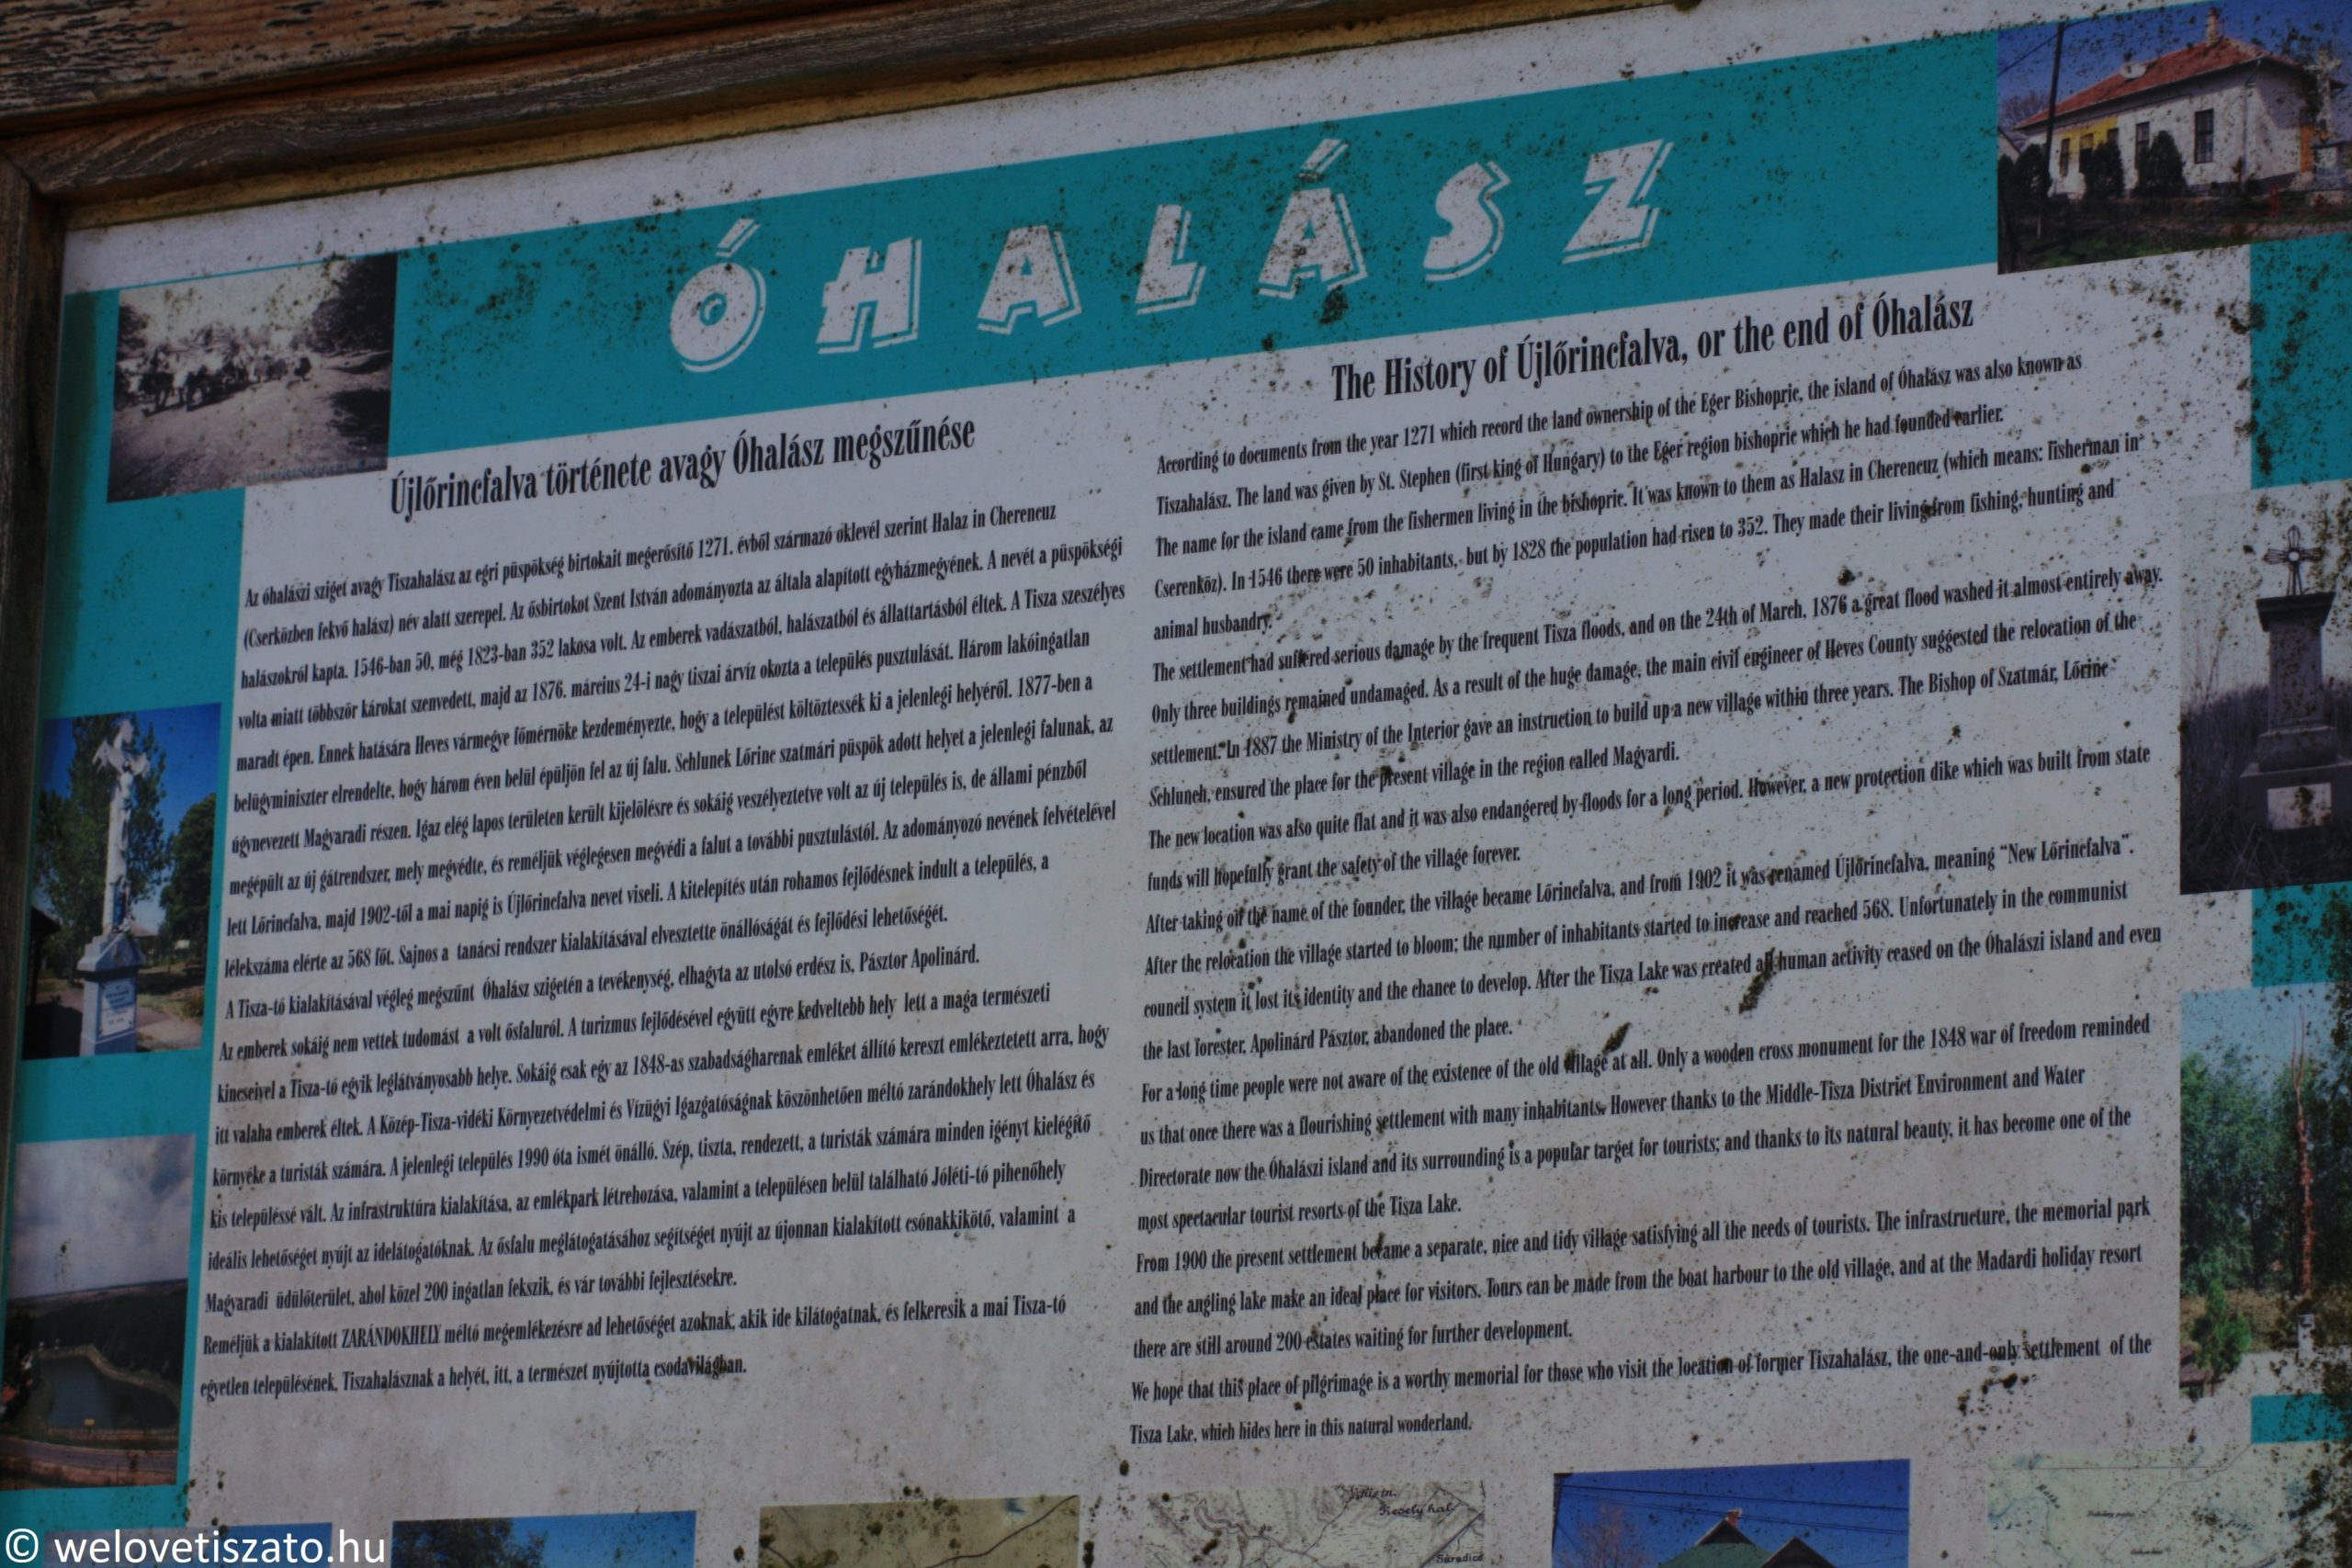 ÓHALÁSZ
Újlőrincfalva története avagy Óhalász megszűnése
Az óhalászi sziget avagy Tiszahalász az egri püspökség birtokait megerősítő 1271. évből származó oklevél szerint Halaz in Cherencuz
(Cserközben fekvő halász) név alatt szerepel. Az ősbirtokot Szent István adományozta az általa alapított egyházmegyének. A nevét a püspökségi
halászokról kapta. 1546-ban 50, még 1823-ban 352 lakosa volt. Az emberek vadászatból, halászatból és állattartásból éltek. A Tisza szeszélyes
volta miatt többször károkat szenvedett, majd az 1876. március 24-i nagy tiszai árvíz okozta a település pusztulását. Három lakóingatlan
maradt épen. Ennek hatására Heves vármegye főmérnöke kezdeményezte, hogy a települést költöztessék ki a jelenlegi helyéről. 1877-ben a
belügyminiszter elrendelte, hogy három éven belül épüljön fel az új falu. Schlunek Lőrinc szatmári püspök adott helyet a jelenlegi falunak, az
úgynevezett Magyaradi részen. Igaz elég lapos területen került kijelölésre és sokáig veszélyeztetve volt az új település is, de állami pénzből
megépült az új gátrendszer, mely megvédte, és reméljük véglegesen megvédi a falut a további pusztulástól. Az adományozó nevének felvételével
lett Lőrincfalva, majd 1902-től a mai napig is Újlőrincfalva nevet viseli. A kitelepítés után rohamos fejlődésnek indult a település, a
lélekszáma elérte az 568 főt. Sajnos a tanácsi rendszer kialakításával elvesztette önállóságát és fejlődési lehetőségét.
A Tisza-tó kialakításával végleg megszűnt Óhalász szigetén a tevékenység, elhagyta az utolsó erdész is, Pásztor Apolinárd.
Az emberek sokáig nem vettek tudomást a volt ősfaluról. A turizmus fejlődésével együtt egyre kedveltebb hely lett a maga természeti
kincseivel a Tisza-tó egyik leglátványosabb helye. Sokáig csak egy az 1848-as szabadságharcnak emléket állító kereszt emlékeztetett arra, hogy
itt valaha emberek éltek. A Közép-Tisza-vidéki Környezetvédelmi és Vízügyi Igazgatóságnak köszönhetően méltó zarándokhely lett Óhalász és
környéke a turisták számára. A jelenlegi település 1990 óta ismét önálló. Szép, tiszta, rendezett, a turisták számára minden igényt kielégítő
kis településsé vált. Az infrastruktúra kialakítása, az emlékpark létrehozása, valamint a településen belül található Jóléti-tó pihenőhely
ideális lehetőséget nyújt az idelátogatóknak. Az ősfalu meglátogatásához segítséget nyújt az újonnan kialakított csónakkikötő, valamint a
Magyaradi üdülőterület, ahol közel 200 ingatlan fekszik, és vár további fejlesztésekre.
Reméljük a kialakított ZARÁNDOKHELY méltó megemlékezésre ad lehetőséget azoknak, akik ide kilátogatnak, és felkeresik a mai Tisza-tó
egyetlen településének, Tiszahalásznak a helyét, itt, a természet nyújtotta csodavilágban.
The History of Újlőrincfalva, or the end of Óhalász
According to documents from the year 1271 which record the land ownership of the Eger Bishopric, the island of Óhalász was also known as
Tiszahalász. The land was given by St. Stephen (first king of Hungary) to the Eger region bishopric which he had founded earlier.
The name for the island came from the fishermen living in the bishopric. It was known to them as Halasz in Cherencuz (which means: Fisherman in
Cserenköz). In 1546 there were 50 inhabitants, but by 1828 the population had risen to 352. They made their living from fishing, hunting and
animal husbandry.
The settlement had suffered serious damage by the frequent Tisza floods, and on the 24th of March, 1876 a great flood washed it almost entirely away.
Only three buildings remained undamaged. As a result of the huge damage, the main civil engineer of Heves County suggested the relocation of the
settlement. In 1887 the Ministry of the Interior gave an instruction to build up a new village within three years. The Bishop of Szatmár, Lőrinc
Schluneh, ensured the place for the present village in the region called Magyardi.
The new location was also quite flat and it was also endangered by floods for a long period. However, a new protection dike which was built from state
funds will hopefully grant the safety of the village forever.
After taking on the name of the founder, the village became Lőrincfalva, and from 1902 it was renamed Újlőrincfalva, meaning “New Lőrincfalva”.
After the relocation the village started to bloom; the number of inhabitants started to increase and reached 568. Unfortunately in the communist
council system it lost its identity and the chance to develop. After the Tisza Lake was created all human activity ceased on the Óhalászi island and even
the last forester, Apolinárd Pásztor, abandoned the place.
For a long time people were not aware of the existence of the old village at all. Only a wooden cross monument for the 1848 war of freedom reminded
us that once there was a flourishing settlement with many inhabitants. However thanks to the Middle-Tisza District Environment and Water
Directorate now the Óhalászi island and its surrounding is a popular target for tourists; and thanks to its natural beauty, it has become one of the
most spectacular tourist resorts of the Tisza Lake.
From 1900 the present settlement became a separate, nice and tidy village satisfying all the needs of tourists. The infrastructure, the memorial park
and the angling lake make an ideal place for visitors. Tours can be made from the boat harbour to the old village, and at the Madardi holiday resort
there are still around 200 estates waiting for further development.
We hope that this place of pilgrimage is a worthy memorial for those who visit the location of former Tiszahalász, the one-and-only settlement of the
Tisza Lake, which hides here in this natural wonderland.
© welovetiszato.hu